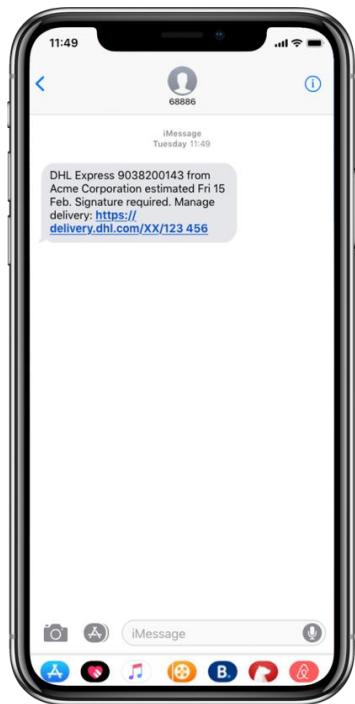 11:49
68886
iMessage
Tuesday 11:49
DHL Express 9038200143 from
Acme Corporation estimated Fri 15
Feb. Signature required. Manage
delivery: https://
delivery.dhl.com/XX/123 456
iMessage
B.